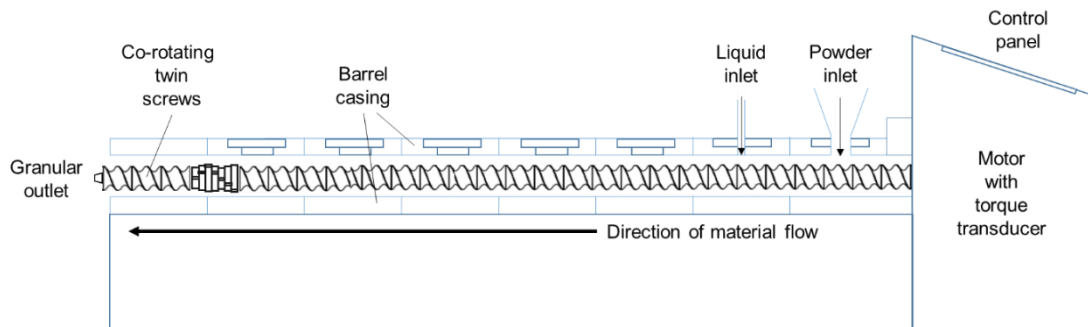 Co-rotating
twin
screws
Barrel
casing
Liquid
inlet
Powder
inlet
Control
panel
Granular
outlet
Motor
with
torque
transducer
Direction of material flow